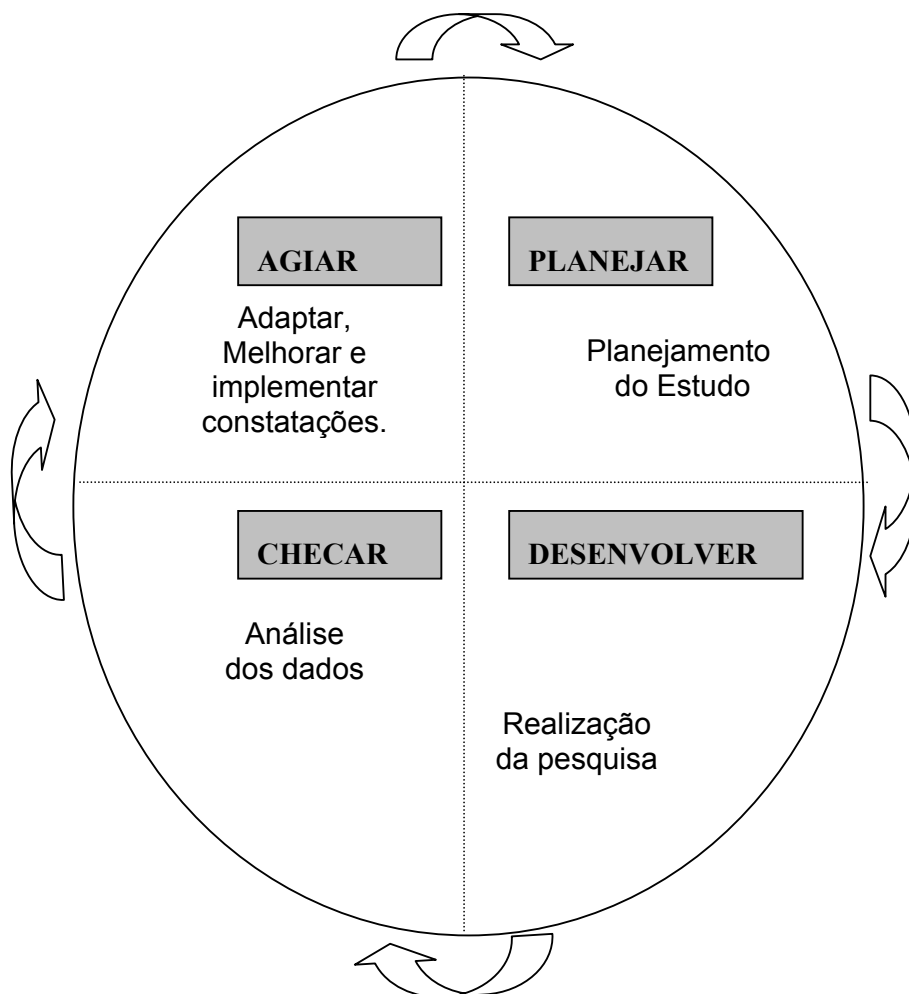 AGIAR
Adaptar,
Melhorar e
implementar
constatações.
PLANEJAR
Planejamento
do Estudo
CHECAR
Análise
dos dados
DESENVOLVER
Realização
da pesquisa